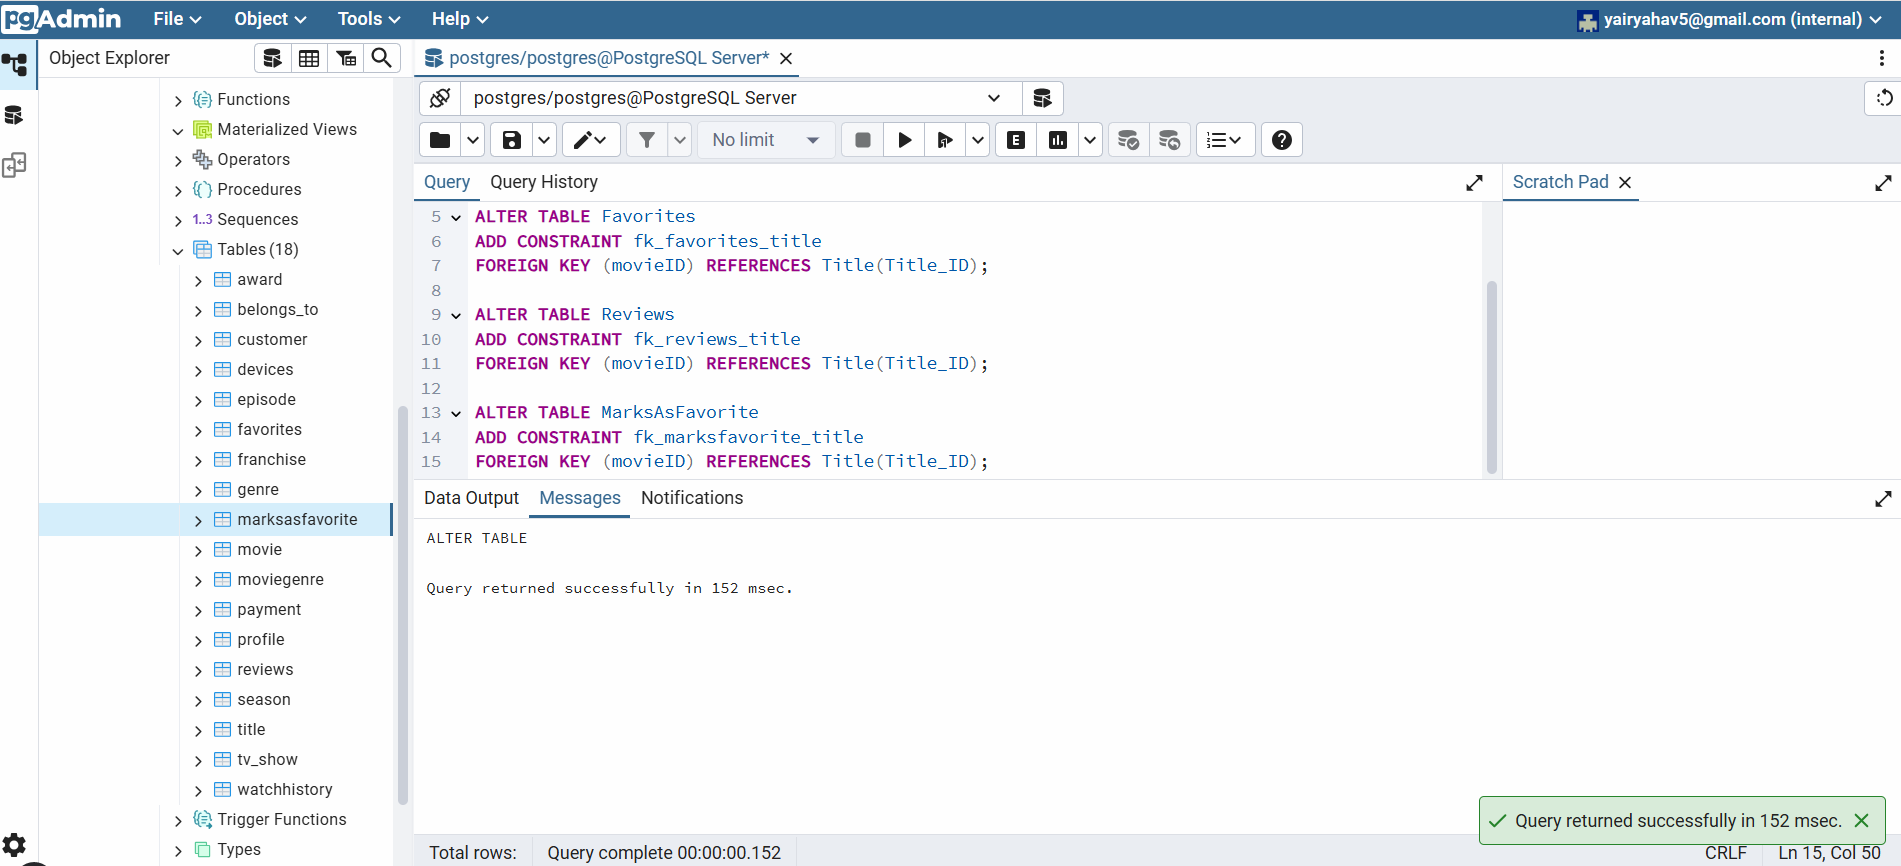 pgAdmin File Object Tools Help yairyahav5@gmail.com (internal)
Object Explorer
postgres/postgres@PostgreSQL Server*
postgres/postgres@PostgreSQL Server
No limit
E
Query Query History
Scratch Pad
Functions
Materialized Views
Operators
Procedures
1..3 Sequences
Tables (18)
award
belongs_to
customer
devices
episode
favorites
franchise
genre
marksasfavorite
movie
moviegenre
payment
profile
reviews
season
title
tv_show
watchhistory
Trigger Functions
Types
5 ALTER TABLE Favorites
6 ADD CONSTRAINT fk_favorites_title
7 FOREIGN KEY (movieID) REFERENCES Title(Title_ID);
8
9 ALTER TABLE Reviews
10 ADD CONSTRAINT fk_reviews_title
11 FOREIGN KEY (movieID) REFERENCES Title(Title_ID);
12
13 ALTER TABLE MarksAsFavorite
14 ADD CONSTRAINT fk_marksfavorite_title
15 FOREIGN KEY (movieID) REFERENCES Title(Title_ID);
Data Output Messages Notifications
ALTER TABLE
Query returned successfully in 152 msec.
Query returned successfully in 152 msec.
Total rows: Query complete 00:00:00.152 CRLF Ln 15, Col 50